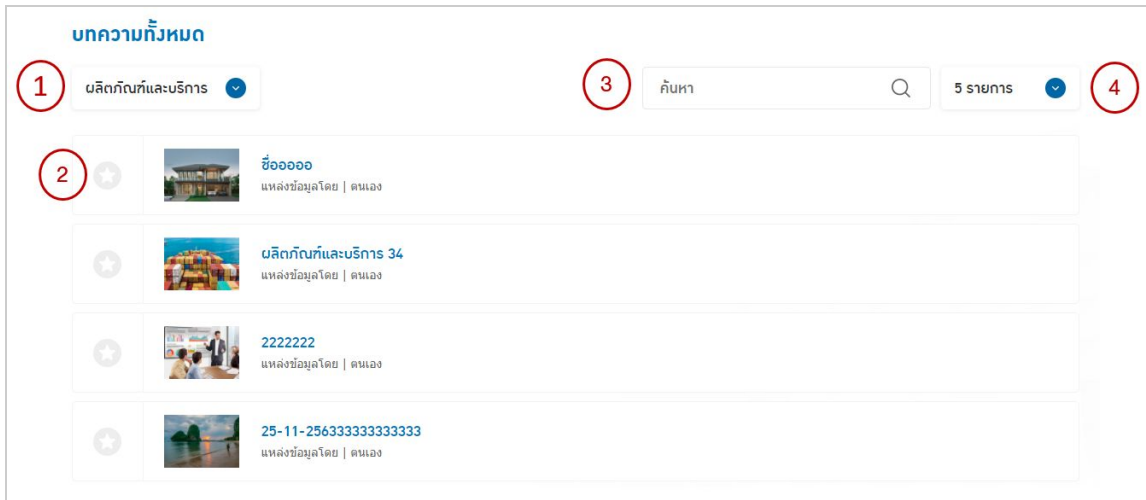 บทความทั้งหมด
1 ผลิตภัณฑ์และบริการ 3 ค้นหา 5 รายการ 4
2
ชื่ออออออ
แหล่งข้อมูลโดย | ตนเอง
ผลิตภัณฑ์และบริการ 34
แหล่งข้อมูลโดย | ตนเอง
2222222
แหล่งข้อมูลโดย | ตนเอง
25-11-256333333333333
แหล่งข้อมูลโดย | ตนเอง